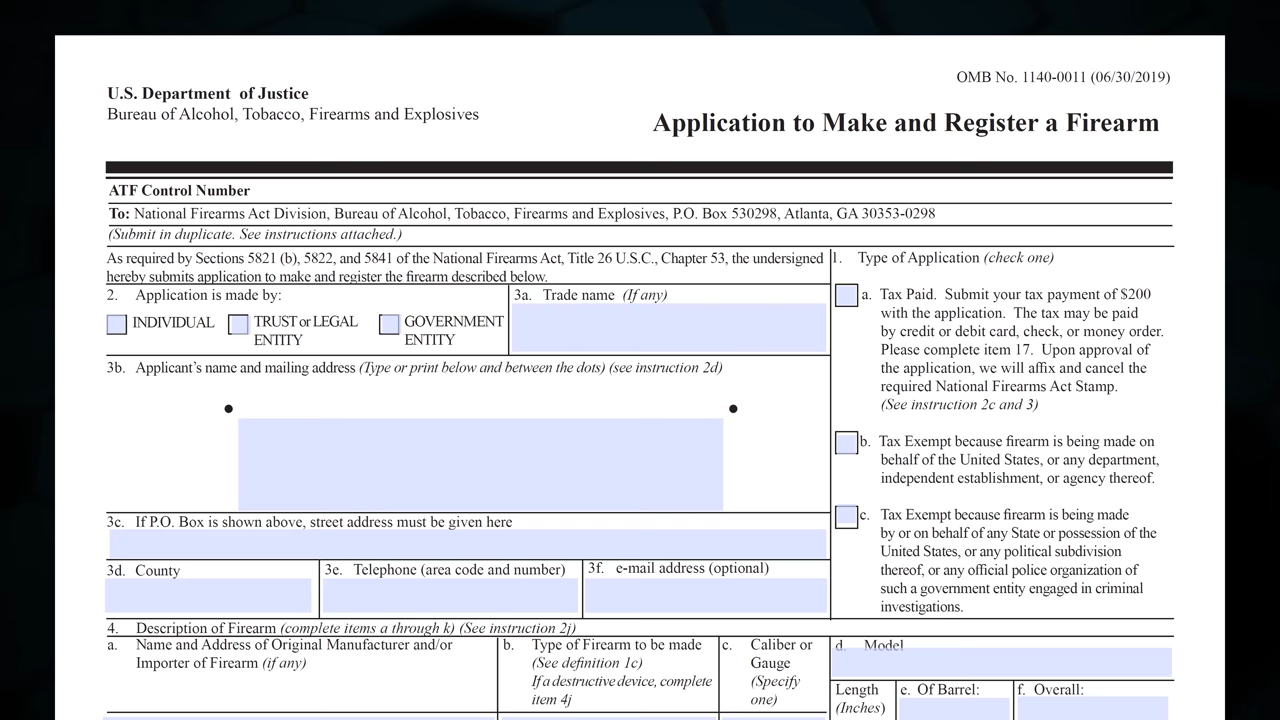 OMB No. 1140-0011 (06/30/2019)
U.S. Department of Justice
Bureau of Alcohol, Tobacco, Firearms and Explosives
Application to Make and Register a Firearm
ATF Control Number
To: National Firearms Act Division, Bureau of Alcohol, Tobacco, Firearms and Explosives, P.O. Box 530298, Atlanta, GA 30353-0298
(Submit in duplicate. See instructions attached.)
As required by Sections 5821 (b), 5822, and 5841 of the National Firearms Act, Title 26 U.S.C., Chapter 53, the undersigned
hereby submits application to make and register the firearm described below.
2. Application is made by:
INDIVIDUAL
TRUST or LEGAL
ENTITY
GOVERNMENT
ENTITY
3a. Trade name (If any)
3b. Applicant's name and mailing address (Type or print below and between the dots) (see instruction 2d)
3c. If P.O. Box is shown above, street address must be given here
3d. County
3e. Telephone (area code and number)
3f. e-mail address (optional)
1. Type of Application (check one)
a. Tax Paid. Submit your tax payment of $200
with the application. The tax may be paid
by credit or debit card, check, or money order.
Please complete item 17. Upon approval of
the application, we will affix and cancel the
required National Firearms Act Stamp.
(See instruction 2c and 3)
b. Tax Exempt because firearm is being made on
behalf of the United States, or any department,
independent establishment, or agency thereof.
c. Tax Exempt because firearm is being made
by or on behalf of any State or possession of the
United States, or any political subdivision
thereof, or any official police organization of
such a government entity engaged in criminal
investigations.
4. Description of Firearm (complete items a through k) (See instruction 2j)
a. Name and Address of Original Manufacturer and/or
Importer of Firearm (if any)
b. Type of Firearm to be made
(See definition 1c)
If a destructive device, complete
item 4j
c. Caliber or
Gauge
(Specify
one)
d. Model
Length
(Inches)
e. Of Barrel:
f. Overall: